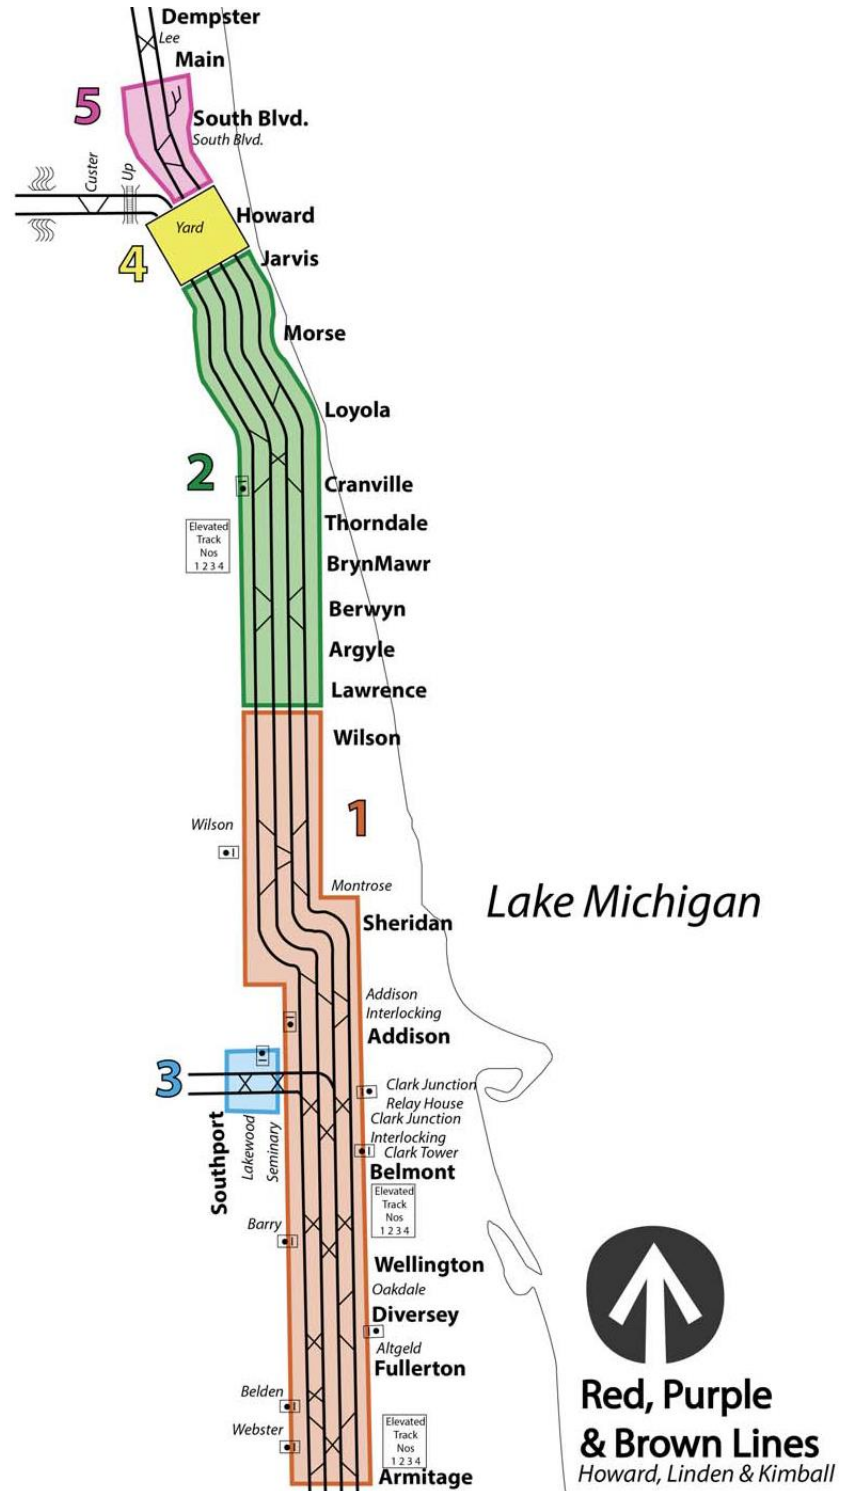 Dempster
Lee
Main
5
South Blvd.
South Blvd.
Custer
Up
Howard
Yard
4
Jarvis
Morse
Loyola
2
Cranville
Elevated
Track
Nos
1 2 3 4
Thorndale
BrynMawr
Berwyn
Argyle
Lawrence
Wilson
1
Wilson
Montrose
Lake Michigan
Sheridan
Addison
Interlocking
Addison
3
Clark Junction
Relay House
Clark Junction
Interlocking
Clark Tower
Southport
Lakewood
Seminary
Belmont
Elevated
Track
Nos
1 2 3 4
Barry
Wellington
Oakdale
Diversey
Altgeld
Fullerton
Belden
Webster
Elevated
Track
Nos
1 2 3 4
Armitage
Red, Purple
& Brown Lines
Howard, Linden & Kimball